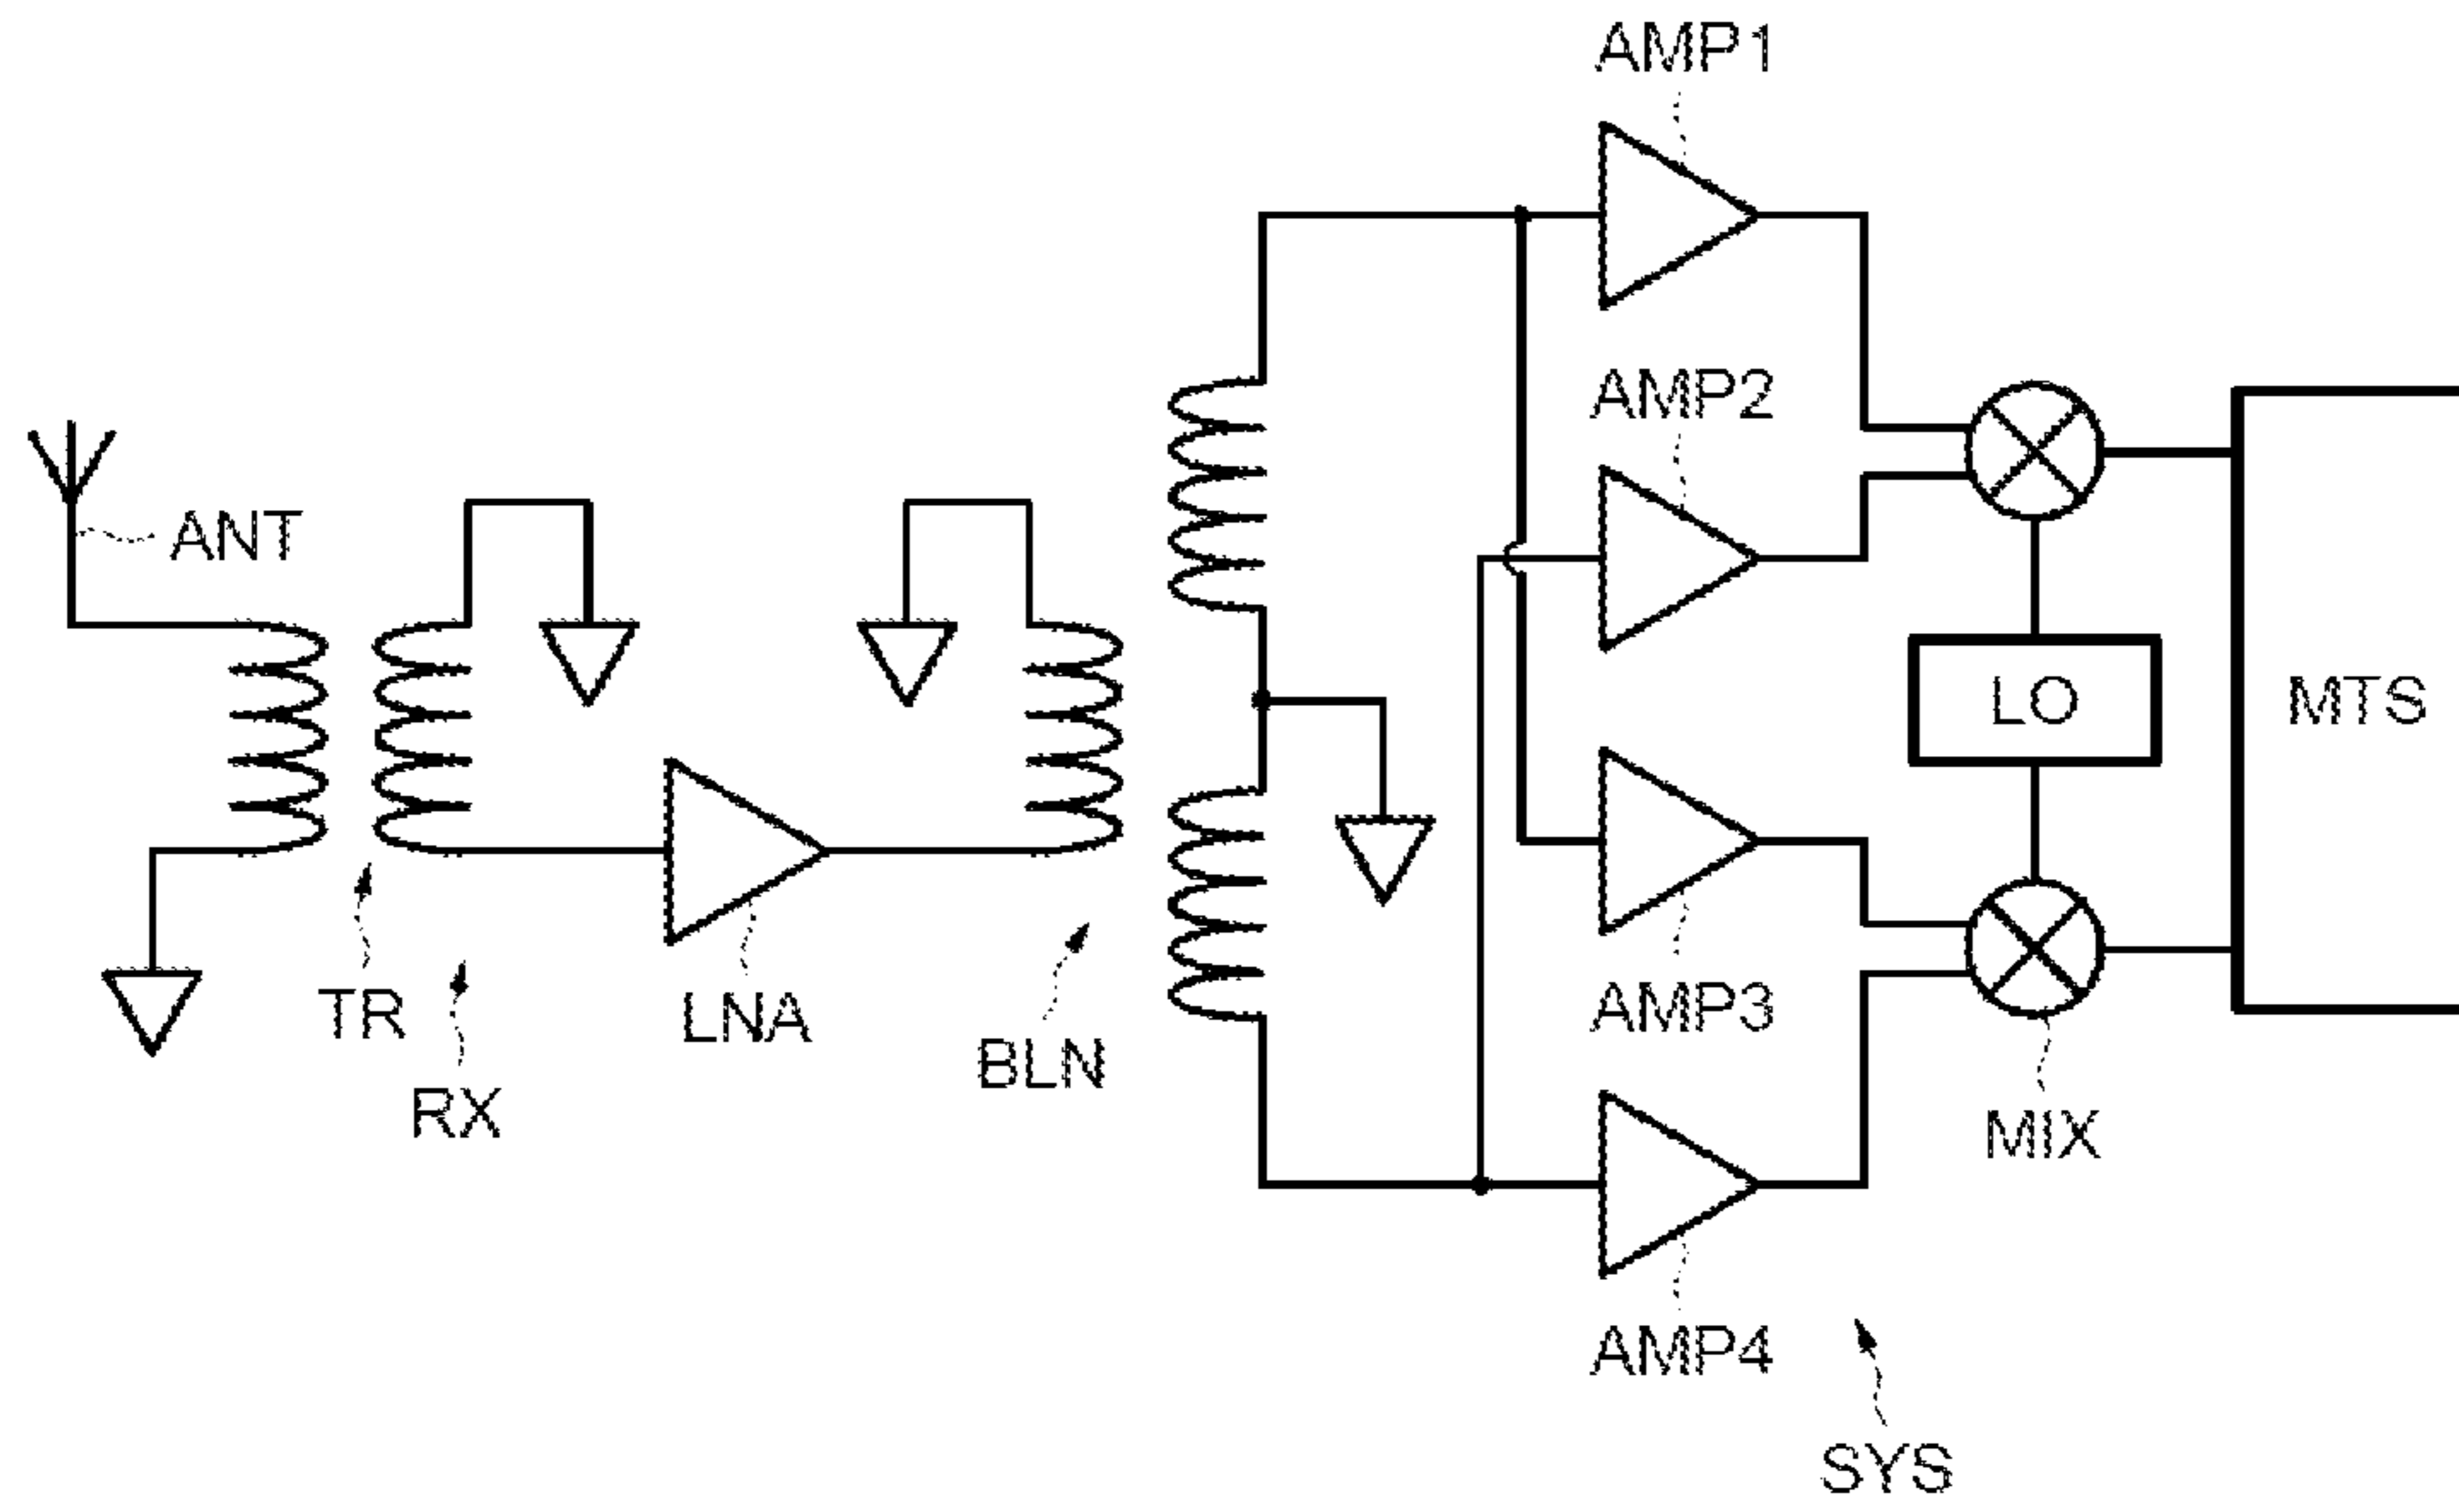 AMP1
AMP2
ANT
LO
MTS
TR
LNA
AMP3
BLN
RX
MIX
AMP4
SYS